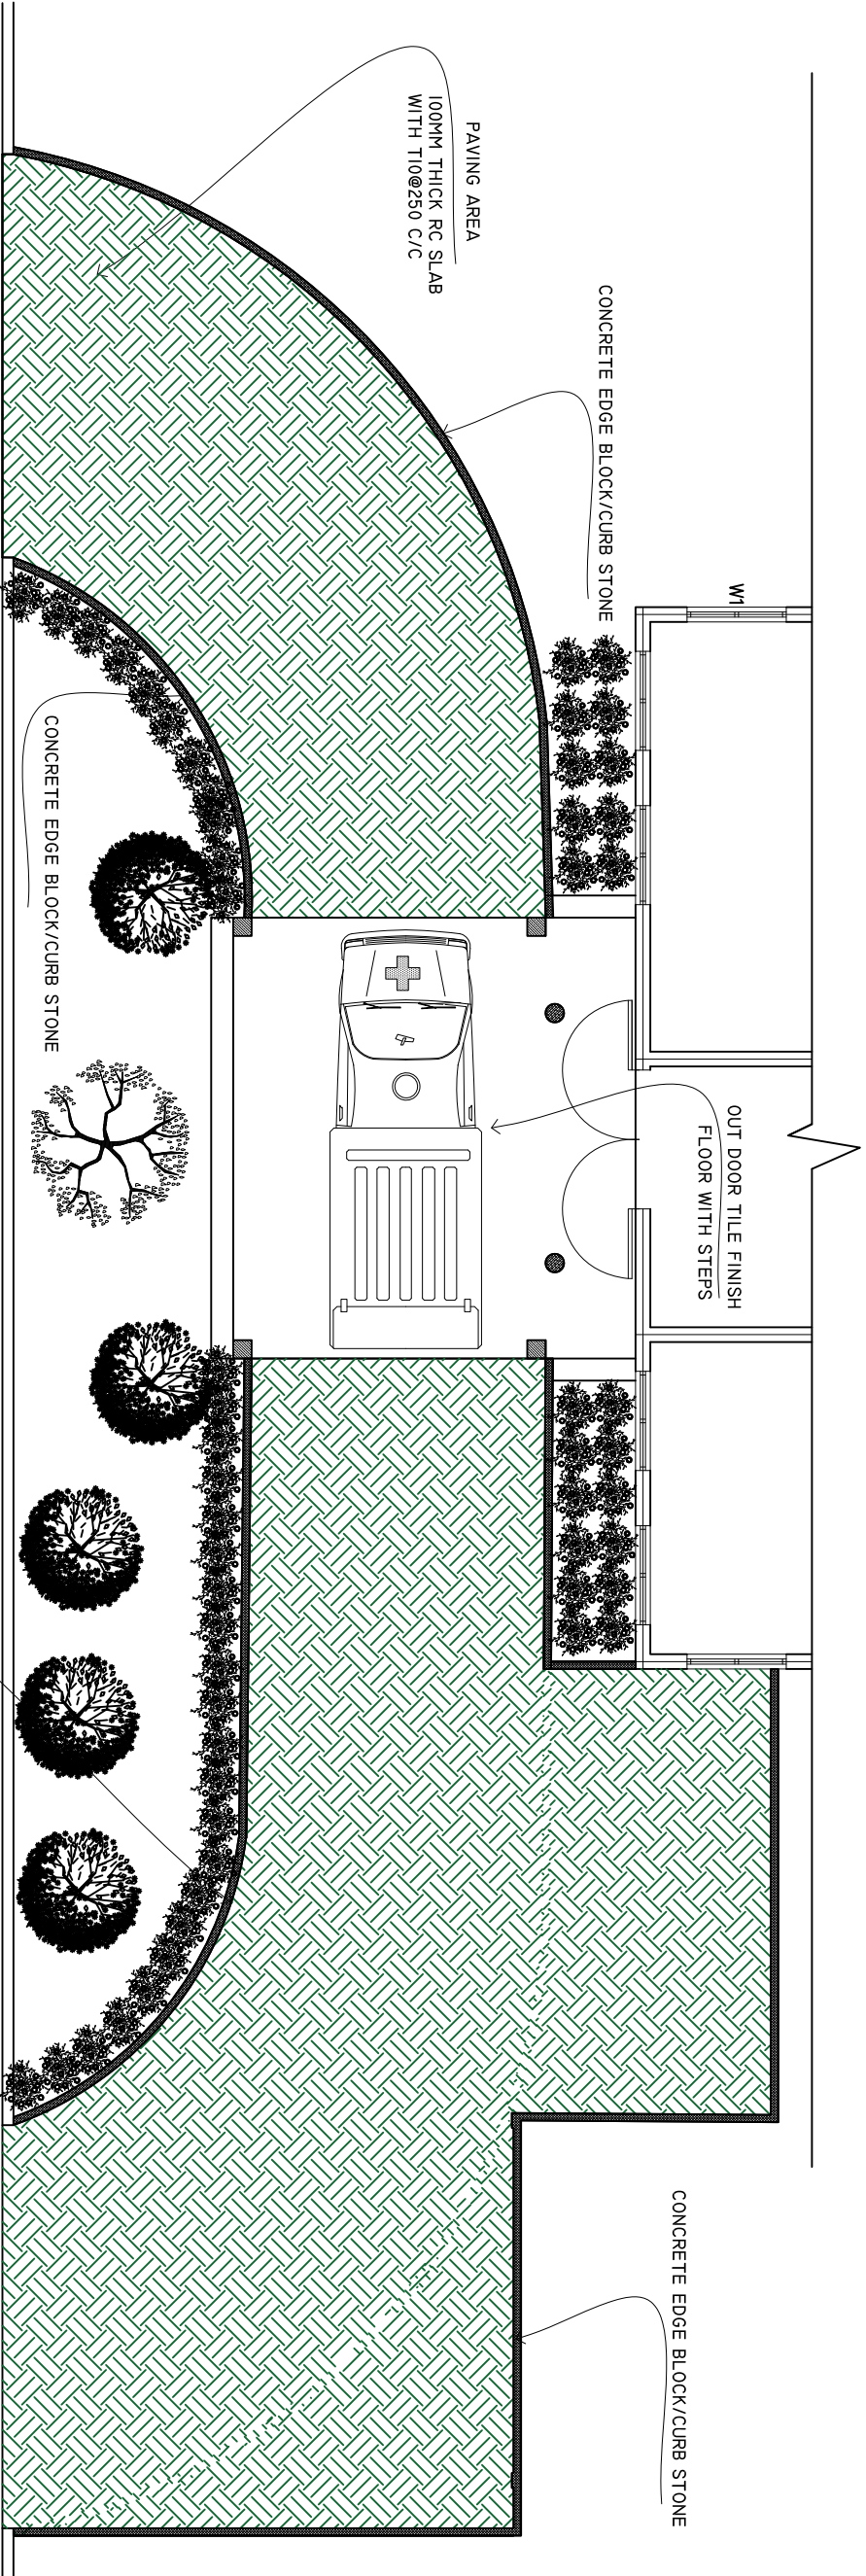 PAVING AREA
100MM THICK RC SLAB
WITH T10@250 C/C
CONCRETE EDGE BLOCK/CURB STONE
W1
CONCRETE EDGE BLOCK/CURB STONE
OUT DOOR TILE FINISH
FLOOR WITH STEPS
CONCRETE EDGE BLOCK/CURB STONE